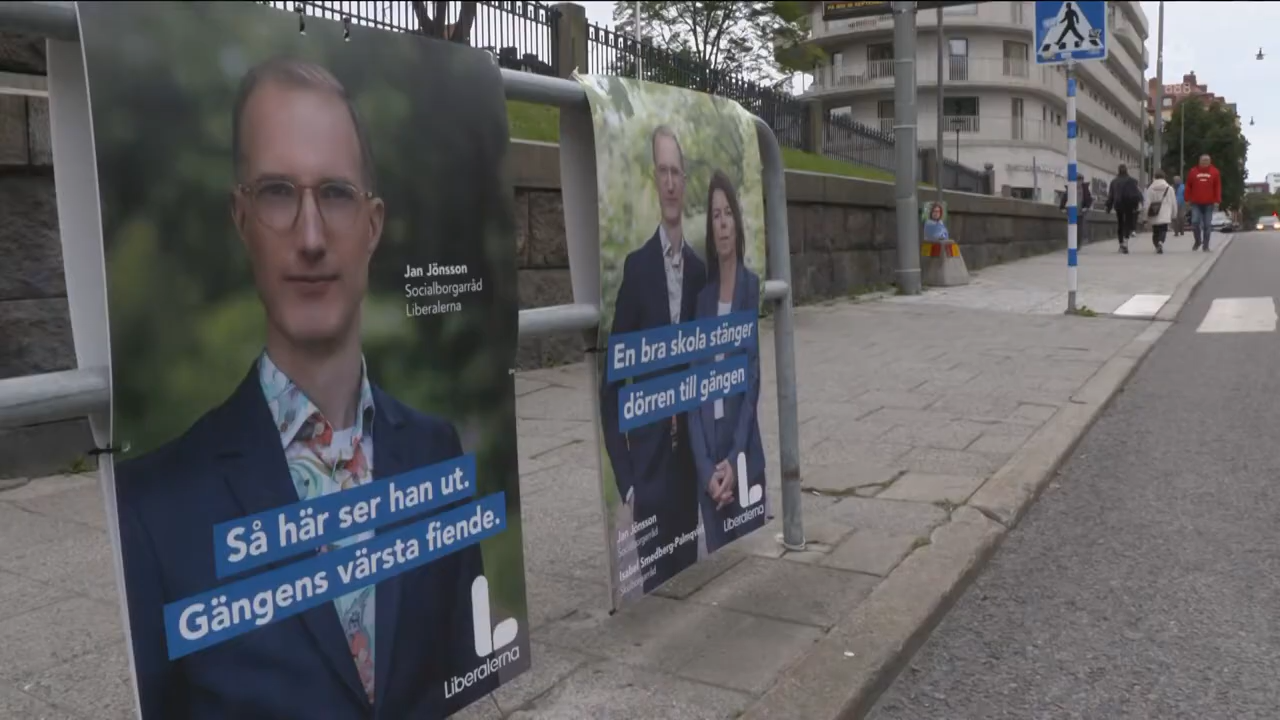 Jan Jönsson
Socialborgarråd
Liberalerna
Så här ser han ut.
Gängens värsta fiende.
Liberalerna
En bra skola stänger
dörren till gängen
Jan Jönsson
Socialborgarråd
Isabel Smedberg-Palmqvist
Skolborgarråd
Liberalerna